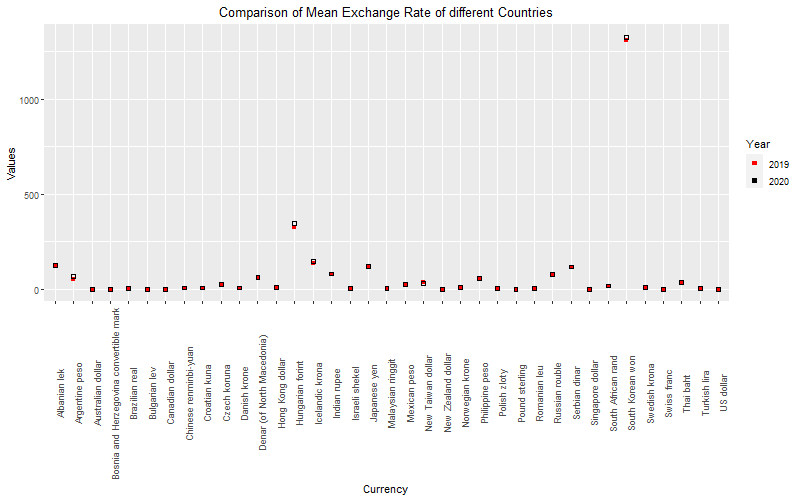 Comparison of Mean Exchange Rate of different Countries
Values
1000
500
0
Year
2019
2020
Albanian lek
Argentine peso
Australian dollar
Bosnia and Herzegovina convertible mark
Brazilian real
Bulgarian lev
Canadian dollar
Chinese renminbi-yuan
Croatian kuna
Czech koruna
Danish krone
Denar (of North Macedonia)
Hong Kong dollar
Hungarian forint
Icelandic krona
Indian rupee
Israeli shekel
Japanese yen
Malaysian ringgit
Mexican peso
New Taiwan dollar
New Zealand dollar
Norwegian krone
Philippine peso
Polish zloty
Pound sterling
Romanian leu
Russian rouble
Serbian dinar
Singapore dollar
South African rand
South Korean won
Swedish krona
Swiss franc
Thai baht
Turkish lira
US dollar
Currency